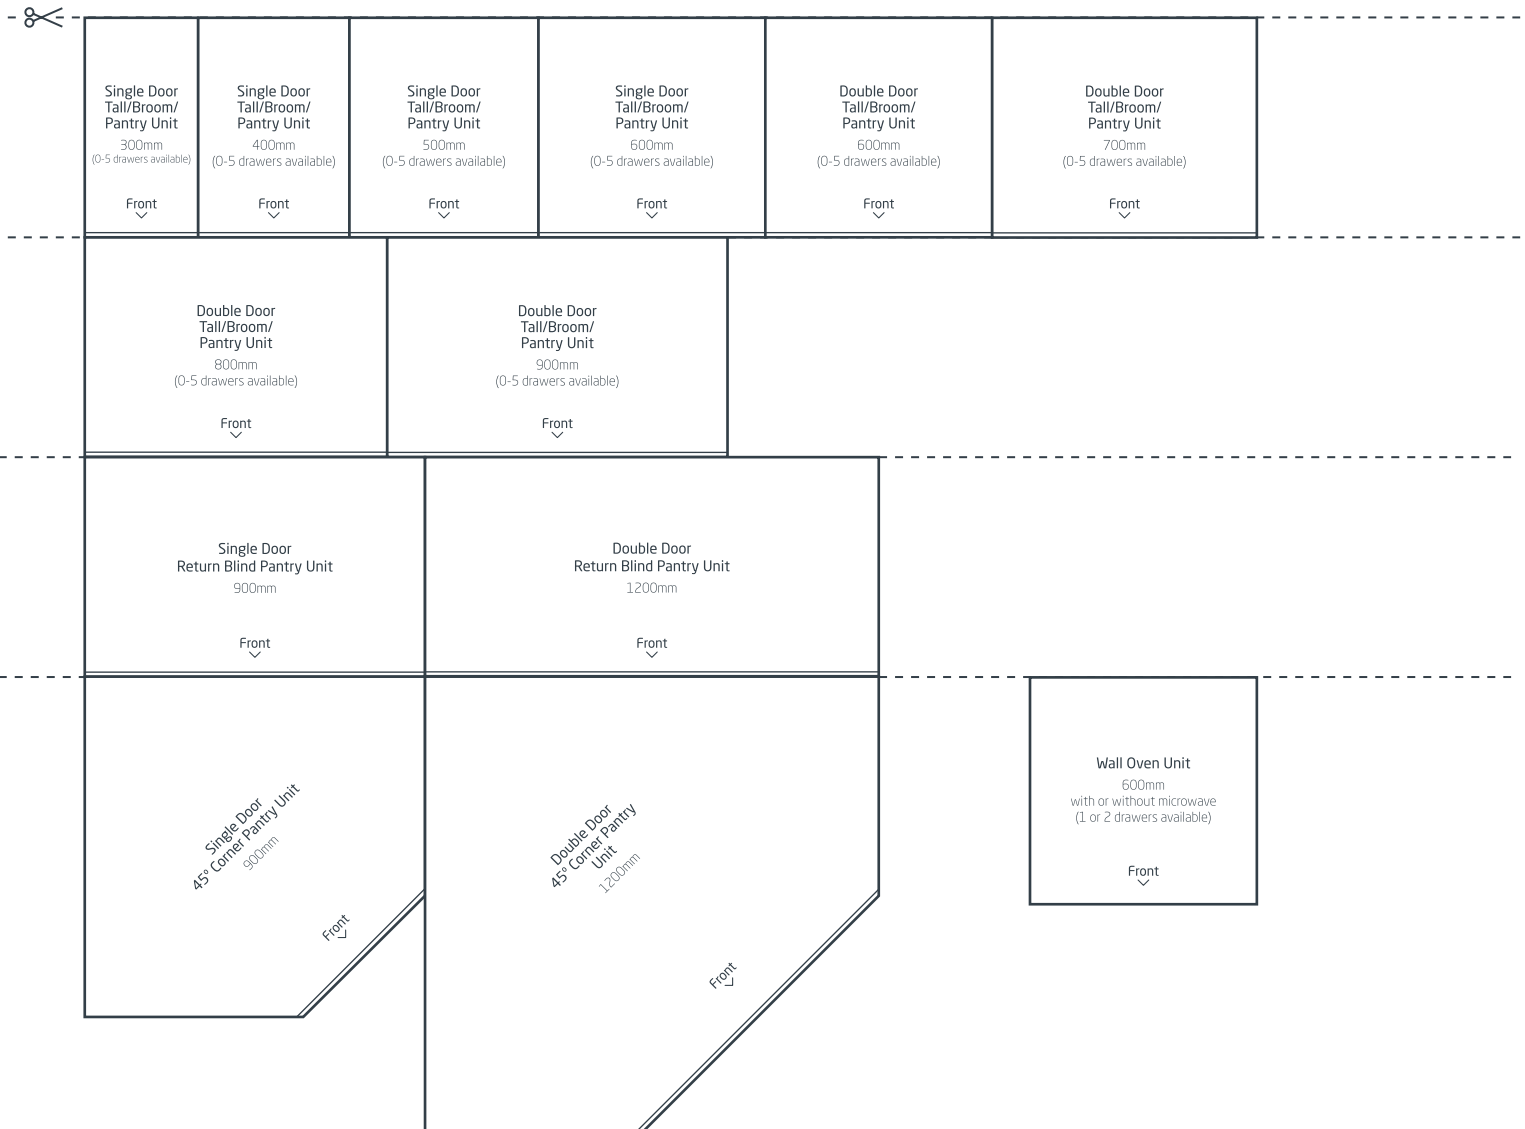 Single Door
Tall/Broom/
Pantry Unit
300mm
(0-5 drawers available)
Front
Single Door
Tall/Broom/
Pantry Unit
400mm
(0-5 drawers available)
Front
Single Door
Tall/Broom/
Pantry Unit
500mm
(0-5 drawers available)
Front
Single Door
Tall/Broom/
Pantry Unit
600mm
(0-5 drawers available)
Front
Double Door
Tall/Broom/
Pantry Unit
600mm
(0-5 drawers available)
Front
Double Door
Tall/Broom/
Pantry Unit
700mm
(0-5 drawers available)
Front
Double Door
Tall/Broom/
Pantry Unit
800mm
(0-5 drawers available)
Front
Double Door
Tall/Broom/
Pantry Unit
900mm
(0-5 drawers available)
Front
Single Door
Return Blind Pantry Unit
900mm
Front
Double Door
Return Blind Pantry Unit
1200mm
Front
Single Door
45° Corner Pantry Unit
900mm
Front
Double Door
45° Corner Pantry
Unit
1200mm
Front
Wall Oven Unit
600mm
with or without microwave
(1 or 2 drawers available)
Front